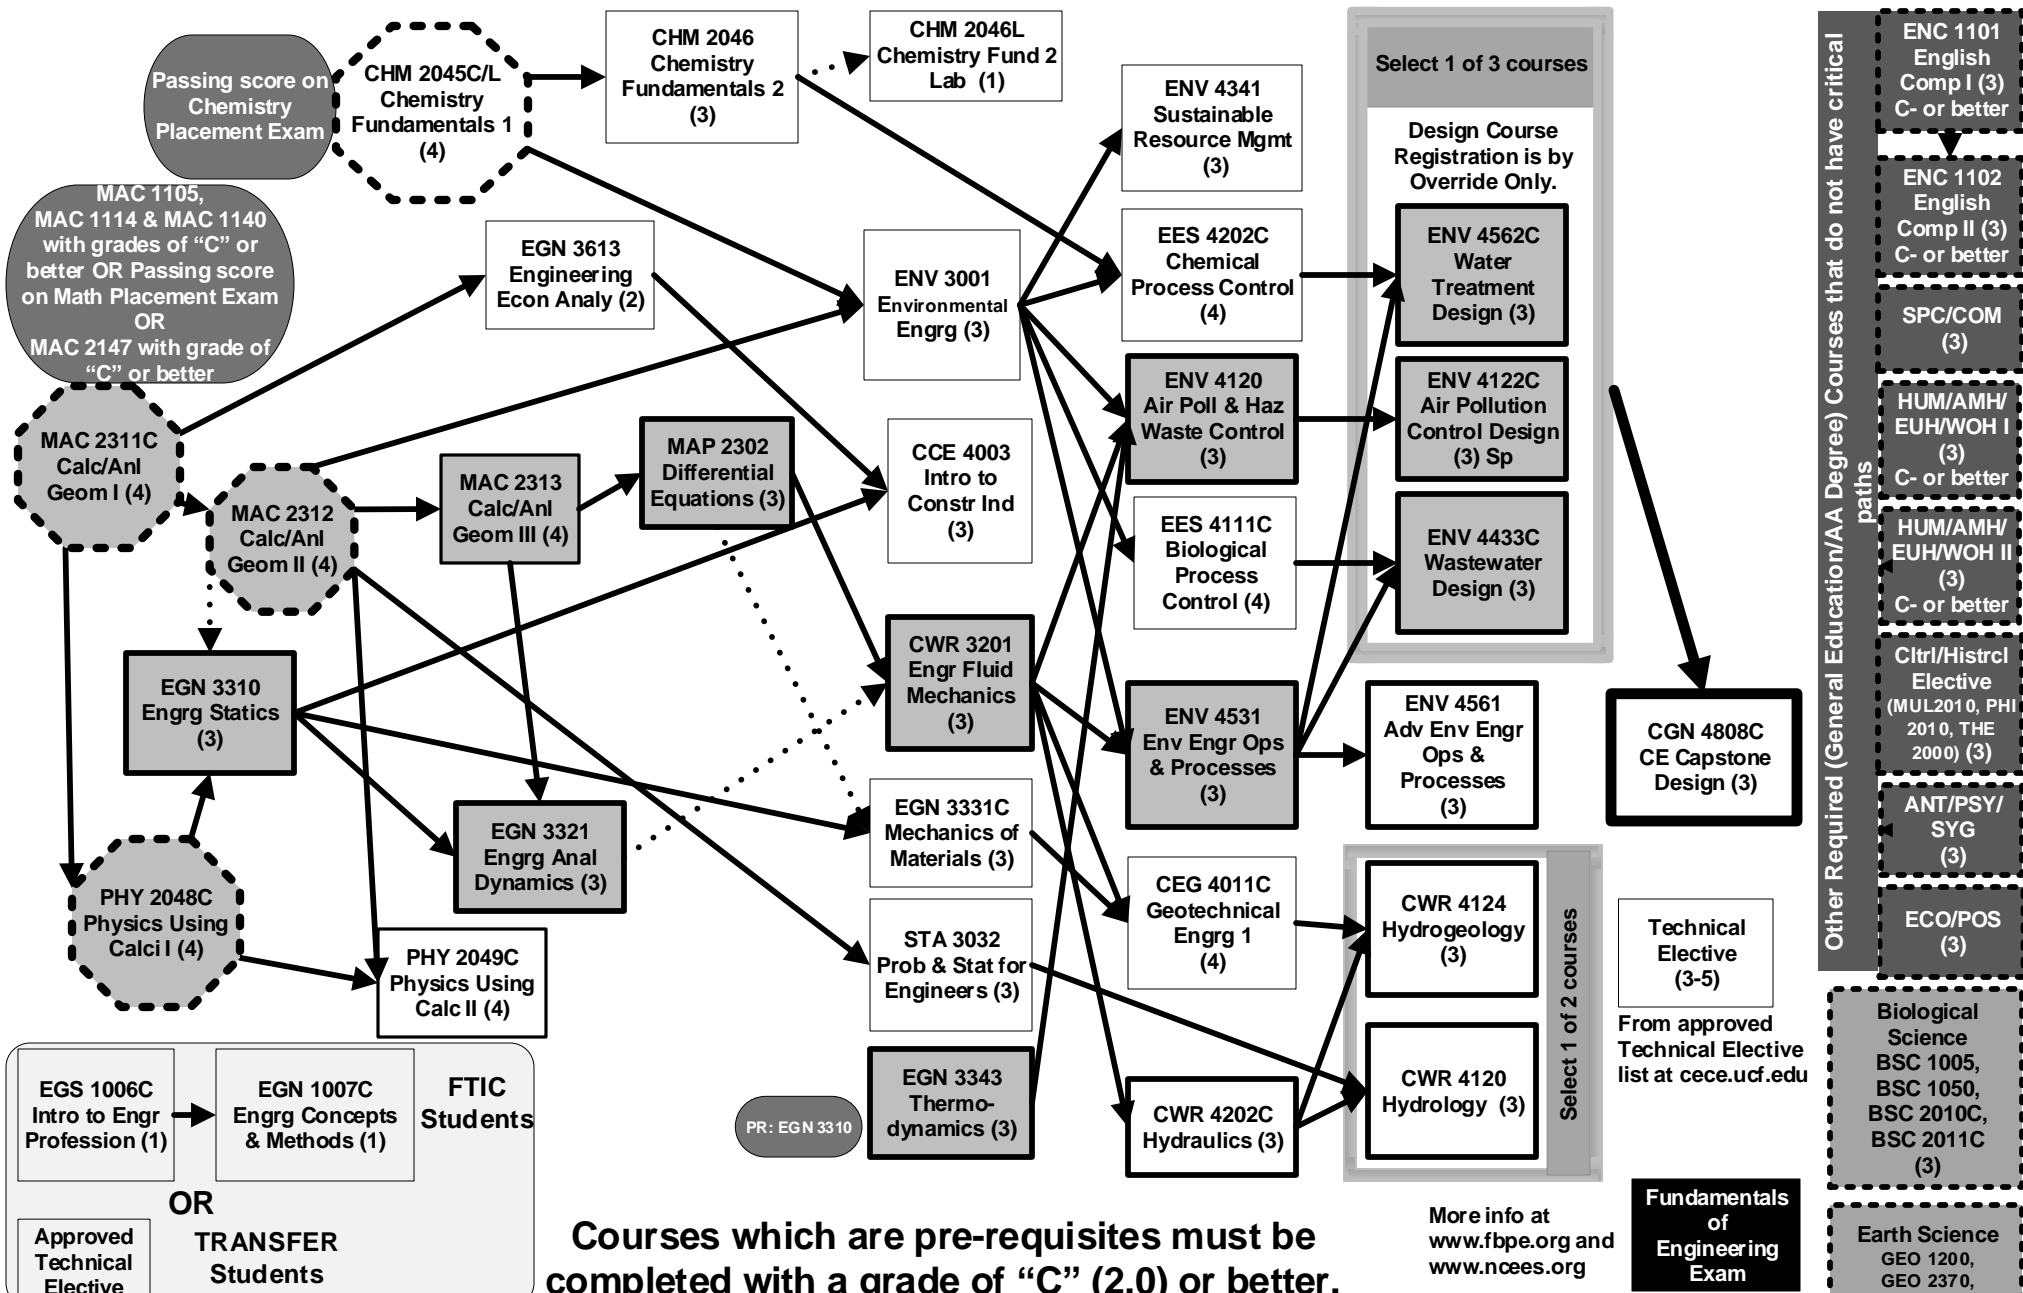 Passing score on
Chemistry
Placement Exam
CHM 2045C/L
Chemistry
Fundamentals 1
(4)
CHM 2046
Chemistry
Fundamentals 2
(3)
CHM 2046L
Chemistry Fund 2
Lab (1)
MAC 1105,
MAC 1114 & MAC 1140
with grades of “C” or
better OR Passing score
on Math Placement Exam
OR
MAC 2147 with grade of
“C” or better
EGN 3613
Engineering
Econ Analy (2)
ENV 3001
Environmental
Engrg (3)
ENV 4341
Sustainable
Resource Mgmt
(3)
EES 4202C
Chemical
Process Control
(4)
Select 1 of 3 courses
Design Course
Registration is by
Override Only.
ENV 4562C
Water
Treatment
Design (3)
MAC 2311C
Calc/Anl
Geom I (4)
MAC 2312
Calc/Anl
Geom II (4)
MAC 2313
Calc/Anl
Geom III (4)
MAP 2302
Differential
Equations (3)
CCE 4003
Intro to
Constr Ind
(3)
ENV 4120
Air Poll & Haz
Waste Control
(3)
ENV 4122C
Air Pollution
Control Design
(3) Sp
EES 4111C
Biological
Process
Control (4)
ENV 4433C
Wastewater
Design (3)
EGN 3310
Engrg Statics
(3)
CWR 3201
Engr Fluid
Mechanics
(3)
ENV 4531
Env Engr Ops
& Processes
(3)
ENV 4561
Adv Env Engr
Ops &
Processes
(3)
CGN 4808C
CE Capstone
Design (3)
EGN 3321
Engrg Anal
Dynamics (3)
EGN 3331C
Mechanics of
Materials (3)
PHY 2048C
Physics Using
Calci I (4)
PHY 2049C
Physics Using
Calc II (4)
STA 3032
Prob & Stat for
Engineers (3)
CEG 4011C
Geotechnical
Engrg 1
(4)
CWR 4124
Hydrogeology
(3)
Select 1 of 2 courses
Technical
Elective
(3-5)
From approved
Technical Elective
list at cece.ucf.edu
PR: EGN 3310
EGN 3343
Thermo-
dynamics (3)
CWR 4202C
Hydraulics (3)
CWR 4120
Hydrology (3)
EGS 1006C
Intro to Engr
Profession (1)
EGN 1007C
Engrg Concepts
& Methods (1)
FTIC
Students
OR
Approved
Technical
Elective
TRANSFER
Students
Courses which are pre-requisites must be
completed with a grade of “C” (2.0) or better.
More info at
www.fbpe.org and
www.ncees.org
Fundamentals
of
Engineering
Exam
Other Required (General Education/AA Degree) Courses that do not have critical
paths
ENC 1101
English
Comp I (3)
C- or better
ENC 1102
English
Comp II (3)
C- or better
SPC/COM
(3)
HUM/AMH/
EUH/WOH I
(3)
C- or better
HUM/AMH/
EUH/WOH II
(3)
C- or better
Cltrl/Histrcl
Elective
(MUL2010, PHI
2010, THE
2000) (3)
ANT/PSY/
SYG
(3)
ECO/POS
(3)
Biological
Science
BSC 1005,
BSC 1050,
BSC 2010C,
BSC 2011C
(3)
Earth Science
GEO 1200,
GEO 2370,